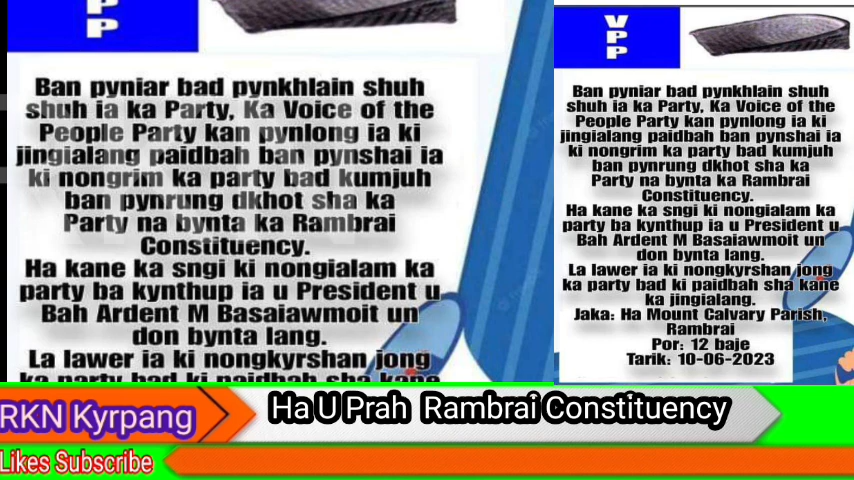 P
P
Ban pyniar bad pynkhlain shuh
shuh ia ka Party, Ka Voice of the
People Party kan pynlong ia ki
jingialang paidbah ban pynshai ia
ki nongrim ka party bad kumjuh
ban pynrung dkhot sha ka
Party na bynta ka Rambrai
Constituency.
Ha kane ka sngi ki nongialam ka
party ba kynthup ia u President u
Bah Ardent M Basaiawmoit un
don bynta lang.
La lawer ia ki nongkyrshan jong
ka party bad ki paidbah sha kane
V
P
P
Ban pyniar bad pynkhlain shuh
shuh ia ka Party, Ka Voice of the
People Party kan pynlong ia ki
jingialang paidbah ban pynshai ia
ki nongrim ka party bad kumjuh
ban pynrung dkhot sha ka
Party na bynta ka Rambrai
Constituency.
Ha kane ka sngi ki nongialam ka
party ba kynthup ia u President u
Bah Ardent M Basaiawmoit un
don bynta lang.
La lawer ia ki nongkyrshan jong
ka party bad ki paidbah sha kane
ka jingialang.
Jaka: Ha Mount Calvary Parish,
Rambrai
Por: 12 baje
Tarik: 10-06-2023
RKN Kyrpang
Ha U Prah Rambrai Constituency
Likes Subscribe